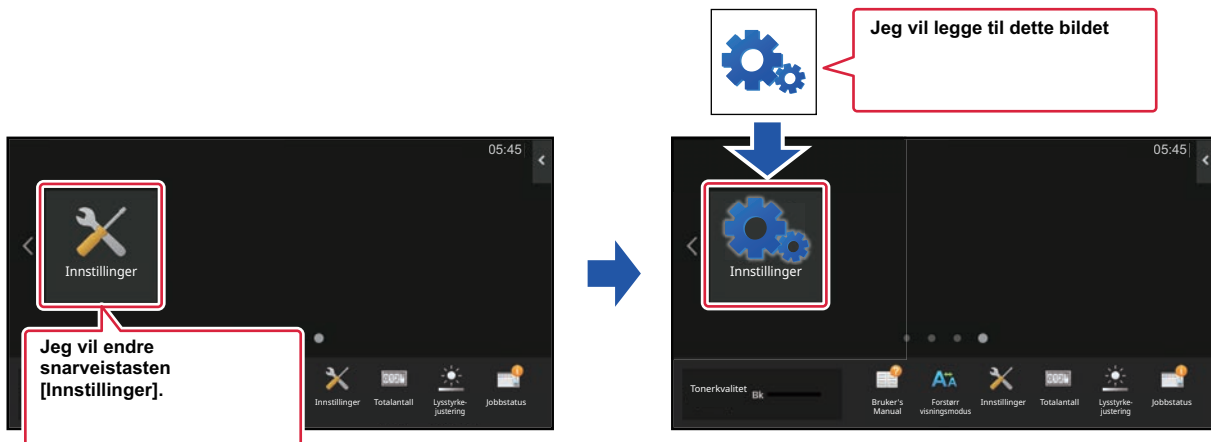 Jeg vil legge til dette bildet
05:45
Innstillinger
Jeg vil endre
snarveistasten
[Innstillinger].
Innstillinger
Totalantall
Lysstyrke-
justering
Jobbstatus
05:45
Innstillinger
Tonerkvalitet
Bk
Bruker's
Manual
Forstørr
visningsmodus
Innstillinger
Totalantall
Lysstyrke-
justering
Jobbstatus